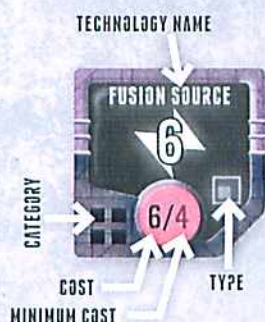 TECHNOLOGY NAME
FUSION SOURCE
6
6/4
CATEGORY
COST
TYPE
MINIMUM COST